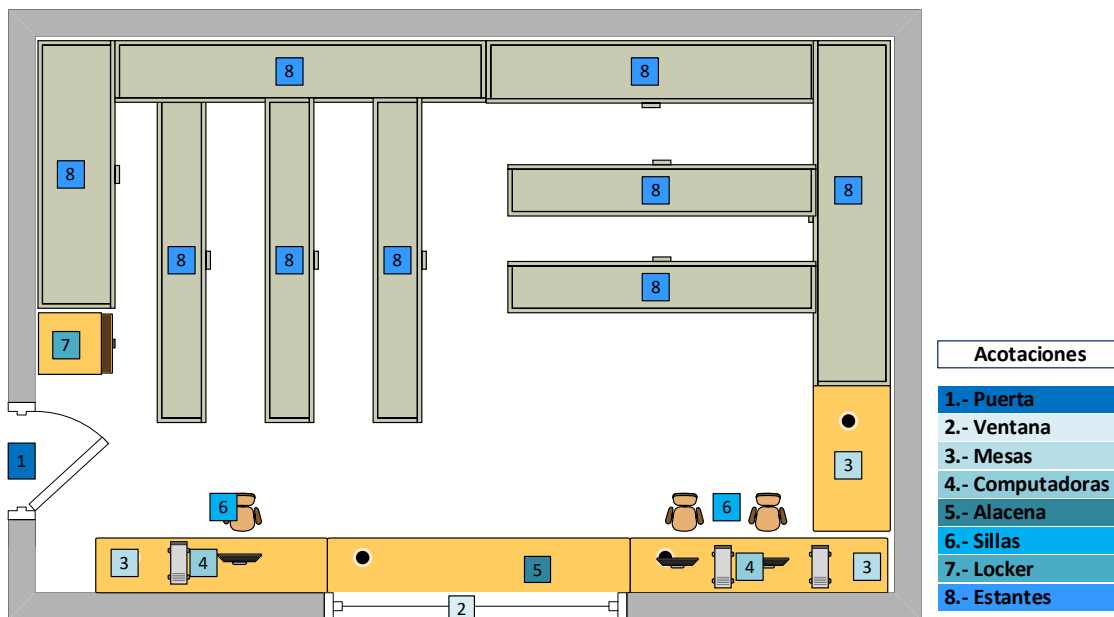 8
8
8
8
8
8
8
8
8
7
Acotaciones
1.- Puerta
2.- Ventana
3.- Mesas
4.- Computadoras
5.- Alacena
6.- Sillas
7.- Locker
8.- Estantes
1
3
6
6
3
4
5
4
3
2